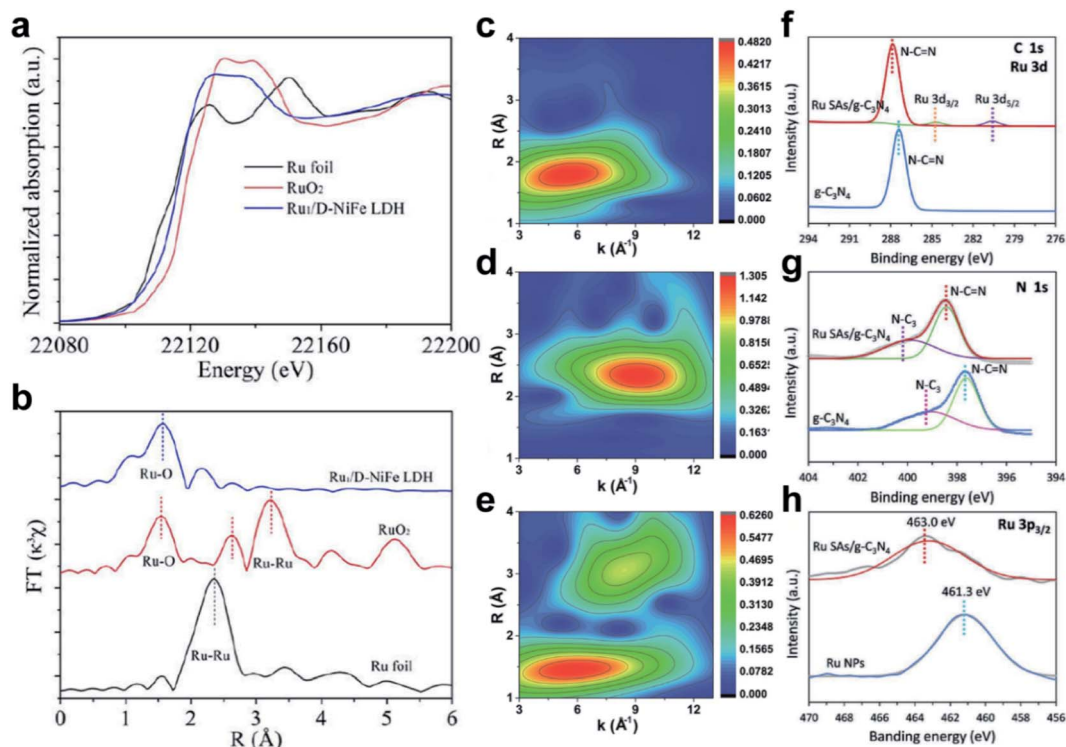 a
Normalized absorption (a.u.)
Ru foil
RuO₂
Ru₁/D-NiFe LDH
22080 22120 22160 22200
Energy (eV)
b
FT (κ³χ)
Ru-O
Ru₁/D-NiFe LDH
RuO₂
Ru-O
Ru-Ru
Ru-Ru
Ru foil
0 1 2 3 4 5 6
R (Å)
c
R (Å)
4
3
2
1
3 6 9 12
k (Å⁻¹)
0.4820
0.4217
0.3615
0.3013
0.2410
0.1807
0.1205
0.0602
0.000
d
R (Å)
4
3
2
1
3 6 9 12
k (Å⁻¹)
1.305
1.142
0.9788
0.8157
0.6525
0.4894
0.3262
0.1631
0.000
e
R (Å)
4
3
2
1
3 6 9 12
k (Å⁻¹)
0.6260
0.5477
0.4695
0.3912
0.3130
0.2348
0.1565
0.0782
0.000
f
C 1s
Ru 3d
Intensity (a.u.)
N-C=N
Ru SAs/g-C₃N₄
Ru 3d₃/₂
Ru 3d₅/₂
N-C=N
g-C₃N₄
294 291 288 285 282 279 276
Binding energy (eV)
g
N 1s
Intensity (a.u.)
N-C=N
N-C₃
Ru SAs/g-C₃N₄
N-C=N
N-C₃
g-C₃N₄
404 402 400 398 396 394
Binding energy (eV)
h
Ru 3p₃/₂
Intensity (a.u.)
463.0 eV
Ru SAs/g-C₃N₄
461.3 eV
Ru NPs
470 468 466 464 462 460 458 456
Banding energy (eV)